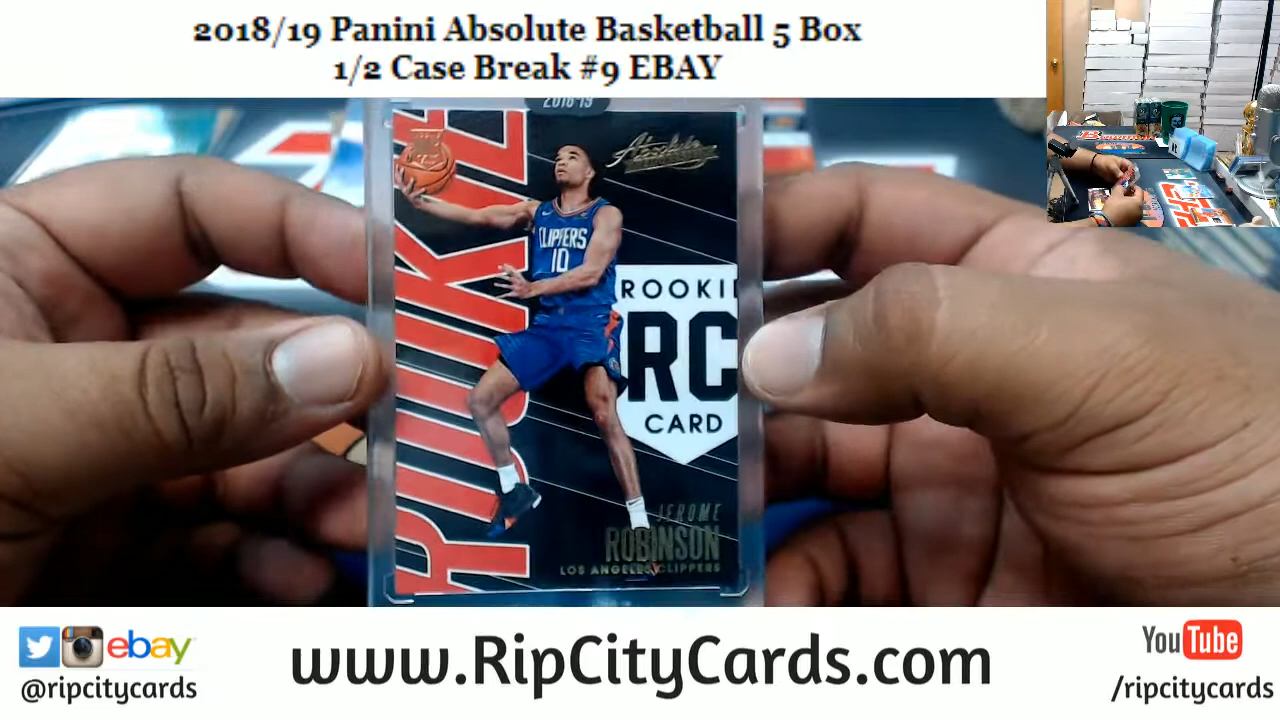 2018/19 Panini Absolute Basketball 5 Box
1/2 Case Break #9 EBAY
2018-19
Absolute
ROOKIE
CLIPPERS
10
ROOKIE
RC
CARD
JEROME
ROBINSON
LOS ANGELES CLIPPERS
ebay
@ripcitycards
www.RipCityCards.com
YouTube
/ripcitycards